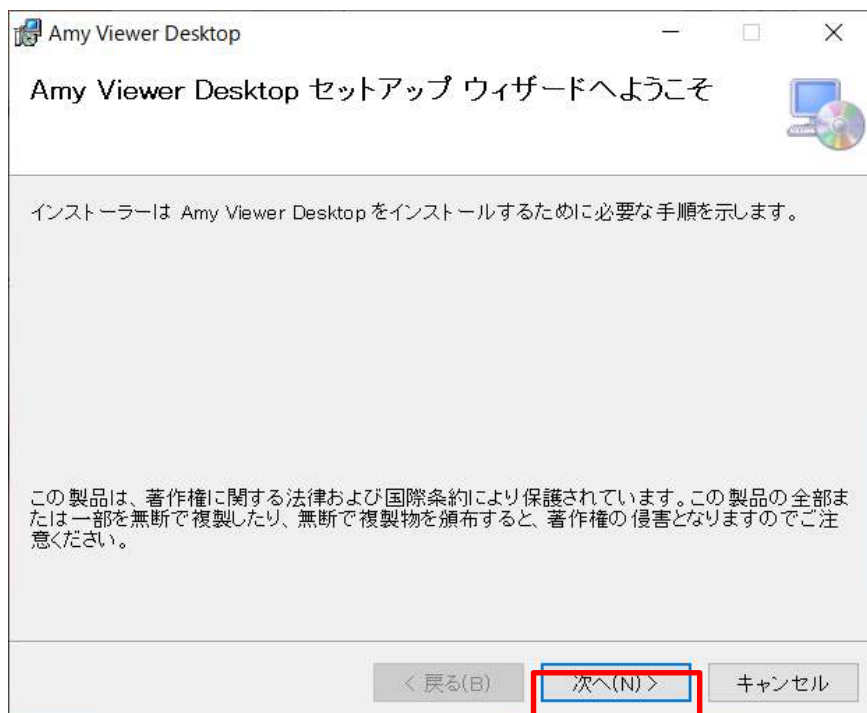 Amy Viewer Desktop
Amy Viewer Desktop セットアップ ウィザードへようこそ
インストーラーは Amy Viewer Desktop をインストールするために必要な手順を示します。
この製品は、著作権に関する法律および国際条約により保護されています。この製品の全部ま
たは一部を無断で複製したり、無断で複製物を頒布すると、著作権の侵害となりますのでご注
意ください。
< 戻る(B)
次へ(N) >
キャンセル